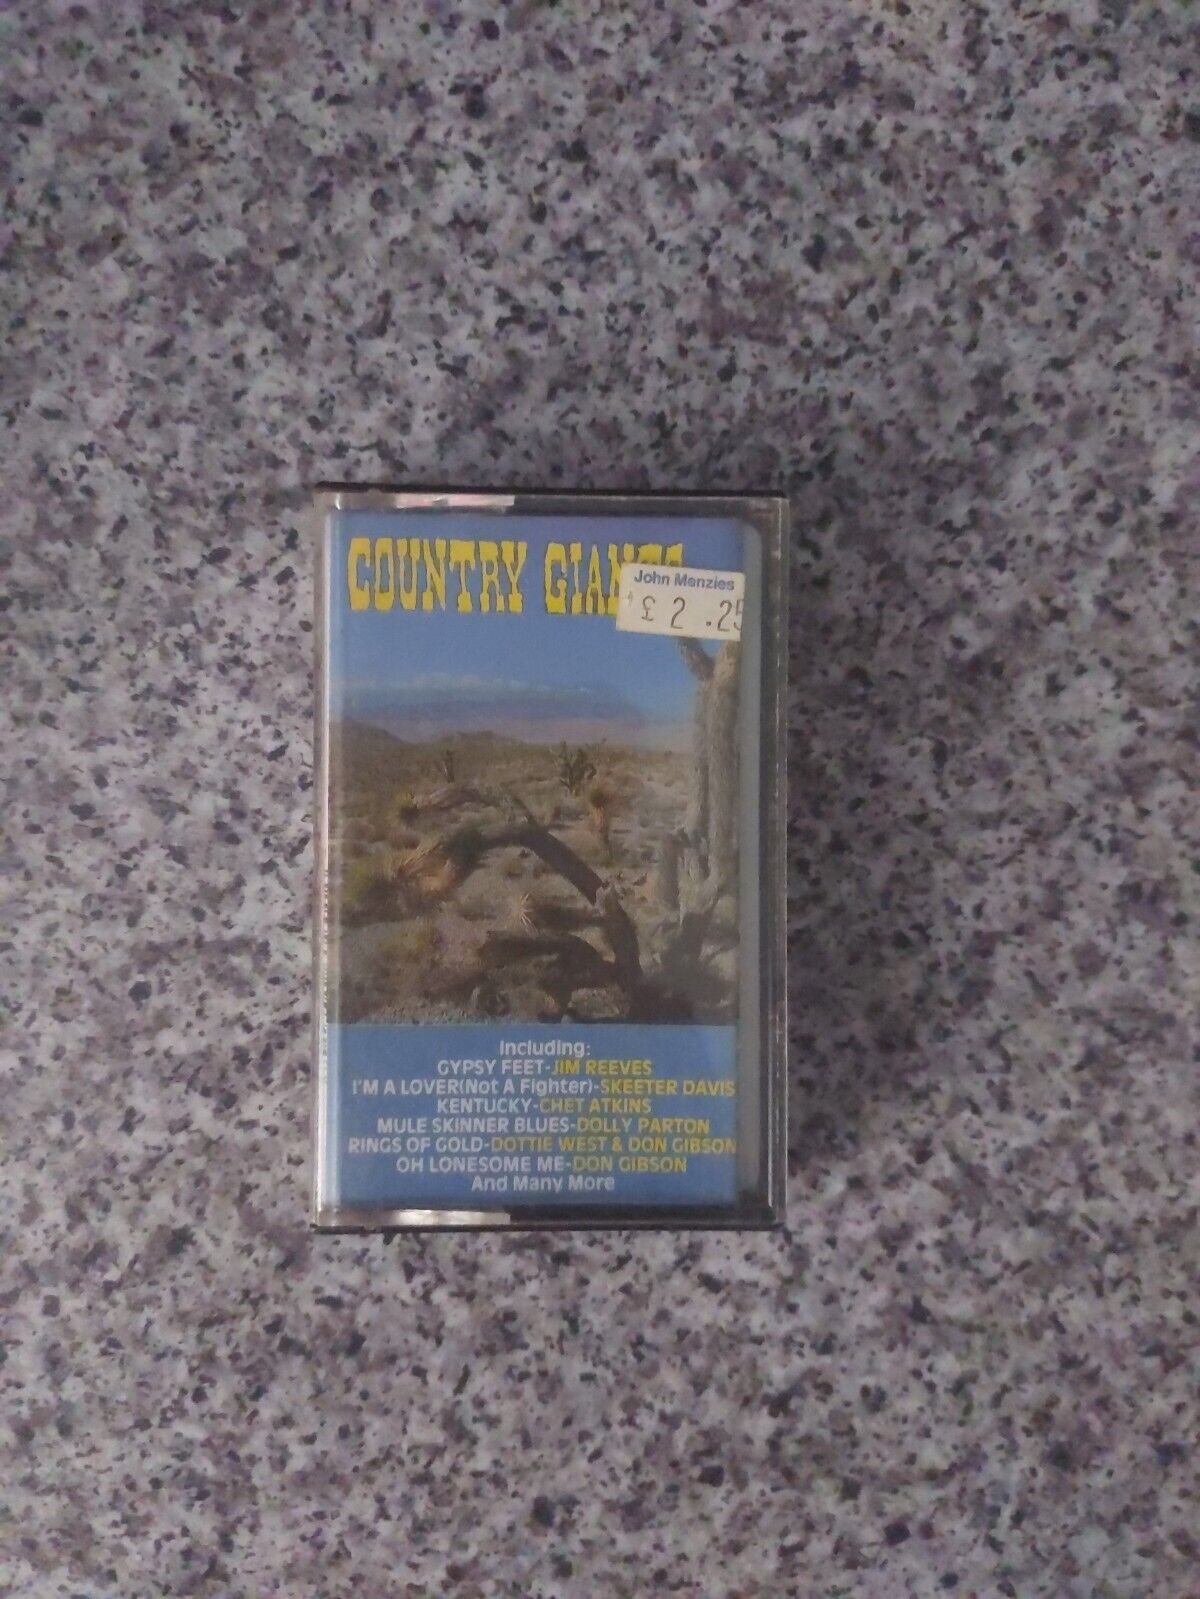 COUNTRY GIANTS
John Menzies
£2.25
Including:
GYPSY FEET-JIM REEVES
I'M A LOVER(Not A Fighter)-SKEETER DAVIS
KENTUCKY-CHET ATKINS
MULE SKINNER BLUES-DOLLY PARTON
RINGS OF GOLD-DOTTIE WEST & DON GIBSON
OH LONESOME ME-DON GIBSON
And Many More